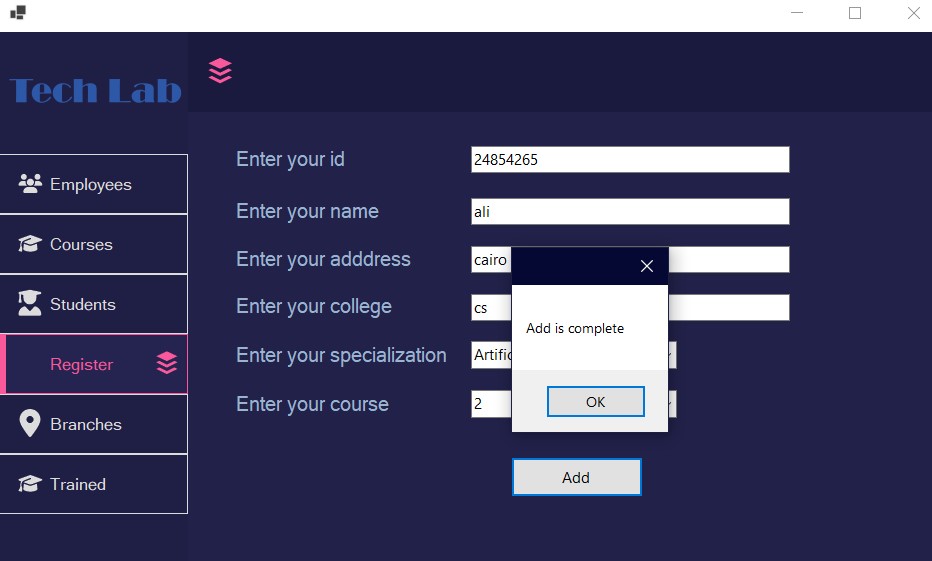 Tech Lab
Employees
Courses
Students
Register
Branches
Trained
Enter your id
24854265
Enter your name
ali
Enter your adddress
cairo
Enter your college
cs
Enter your specialization
Enter your course
2
Add is complete
OK
Add